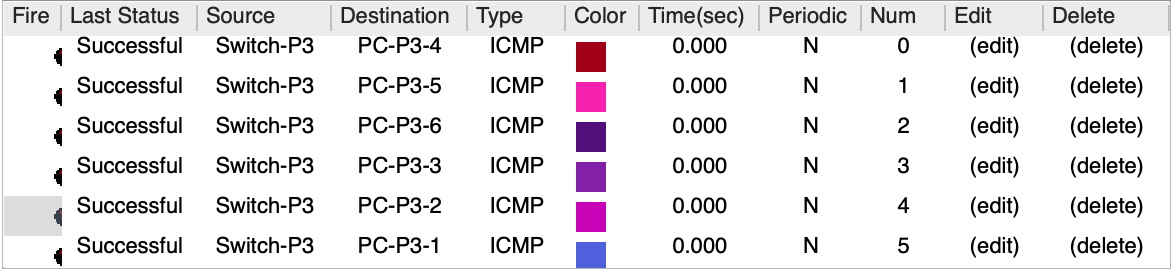 Fire Last Status Source Destination Type Color Time(sec) Periodic Num Edit Delete
Successful Switch-P3 PC-P3-4 ICMP 0.000 N 0 (edit) (delete)
Successful Switch-P3 PC-P3-5 ICMP 0.000 N 1 (edit) (delete)
Successful Switch-P3 PC-P3-6 ICMP 0.000 N 2 (edit) (delete)
Successful Switch-P3 PC-P3-3 ICMP 0.000 N 3 (edit) (delete)
Successful Switch-P3 PC-P3-2 ICMP 0.000 N 4 (edit) (delete)
Successful Switch-P3 PC-P3-1 ICMP 0.000 N 5 (edit) (delete)